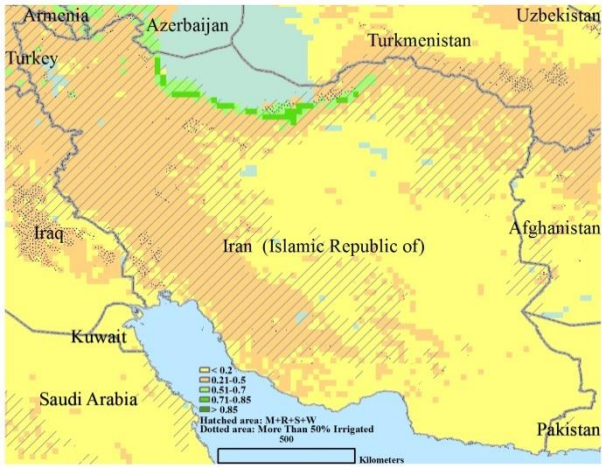 Armenia
Azerbaijan
Uzbekistan
Turkmenistan
Turkey
Iraq
Iran (Islamic Republic of)
Afghanistan
Kuwait
Saudi Arabia
Pakistan
< 0.2
0.21-0.5
0.51-0.7
0.71-0.85
> 0.85
Hatched area: M+R+S+W
Dotted area: More Than 50% Irrigated
500
Kilometers